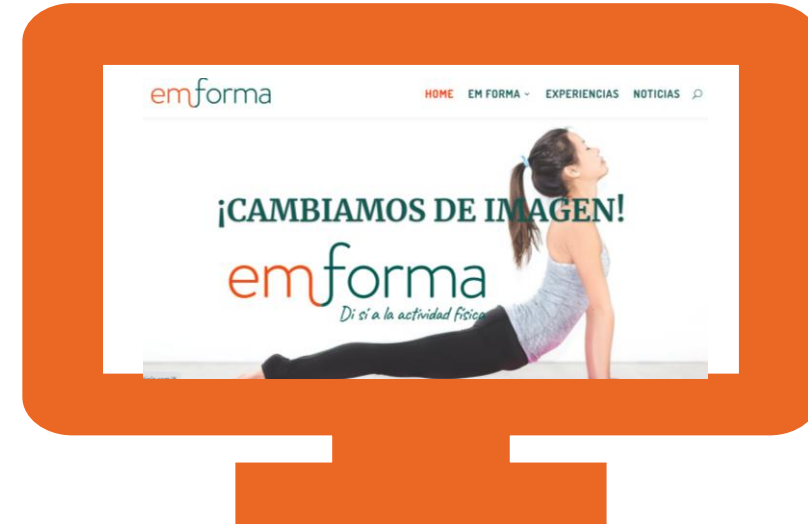 emforma
HOME EM FORMA EXPERIENCIAS NOTICIAS
¡CAMBIAMOS DE IMAGEN!
emforma
Di sí a la actividad física